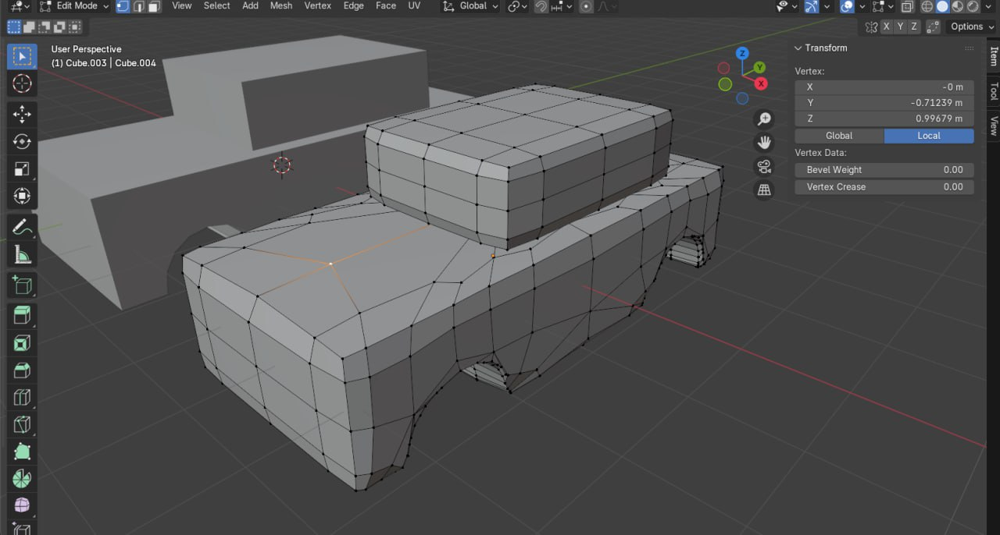 Edit Mode View Select Add Mesh Vertex Edge Face UV Global
X Y Z Options
User Perspective
(1) Cube.003 | Cube.004
Z
Y
X
Transform
Vertex:
X -0 m
Y -0.71239 m
Z 0.99679 m
Global Local
Vertex Data:
Bevel Weight 0.00
Vertex Crease 0.00
Item
Tool
View